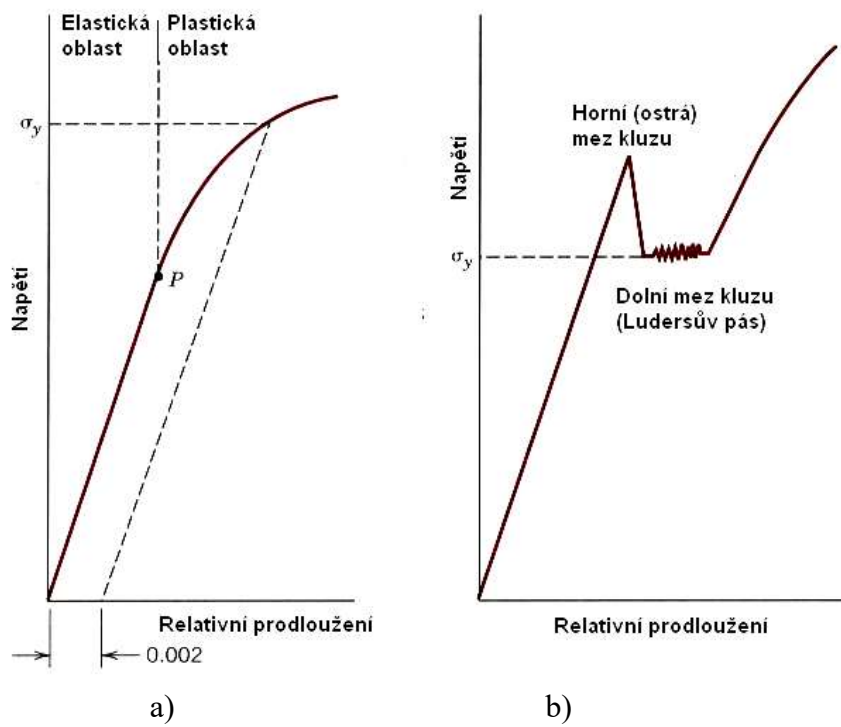 Elastická
oblast
Plastická
oblast
σy
Napětí
P
Relativní prodloužení
0.002
a)
Napětí
Horní (ostrá)
mez kluzu
σy
Dolní mez kluzu
(Ludersův pás)
Relativní prodloužení
b)